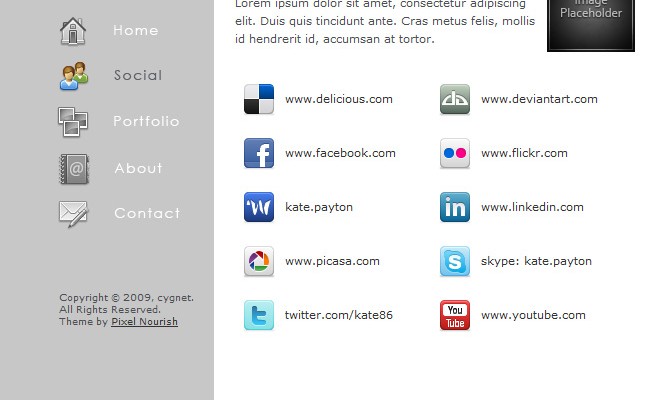 Home
Social
Portfolio
@
About
Contact
Copyright © 2009, cygnet.
All Rights Reserved.
Theme by Pixel Nourish
Lorem ipsum dolor sit amet, consectetur adipiscing
elit. Duis quis tincidunt ante. Cras metus felis, mollis
id hendrerit id, accumsan at tortor.
Image
Placeholder
www.delicious.com
www.deviantart.com
f
www.facebook.com
www.flickr.com
W
kate.payton
in
www.linkedin.com
www.picasa.com
S
skype: kate.payton
t
twitter.com/kate86
You
Tube
www.youtube.com